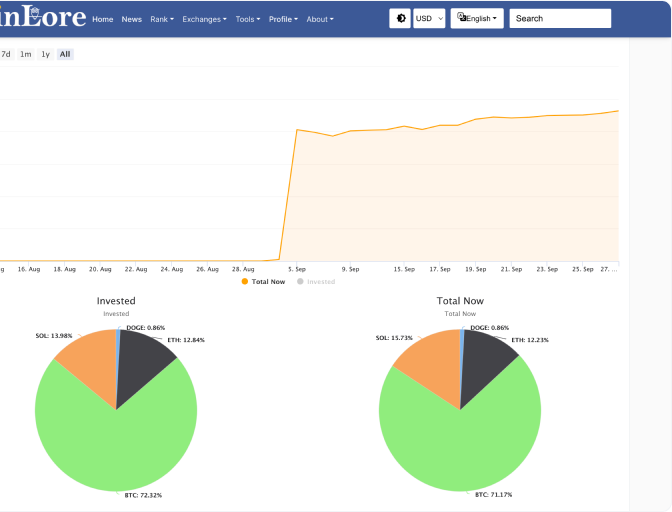 inLore Home News Rank Exchanges Tools Profile About USD English Search
7d 1m 1y All
g 16. Aug 18. Aug 20. Aug 22. Aug 24. Aug 26. Aug 28. Aug 5. Sep 9. Sep 15. Sep 17. Sep 19. Sep 21. Sep 23. Sep 25. Sep 27. ...
Total Now Invested
Invested
Invested
DOGE: 0.86%
SOL: 13.98%
ETH: 12.84%
BTC: 72.32%
Total Now
Total Now
DOGE: 0.86%
SOL: 15.73%
ETH: 12.23%
BTC: 71.17%